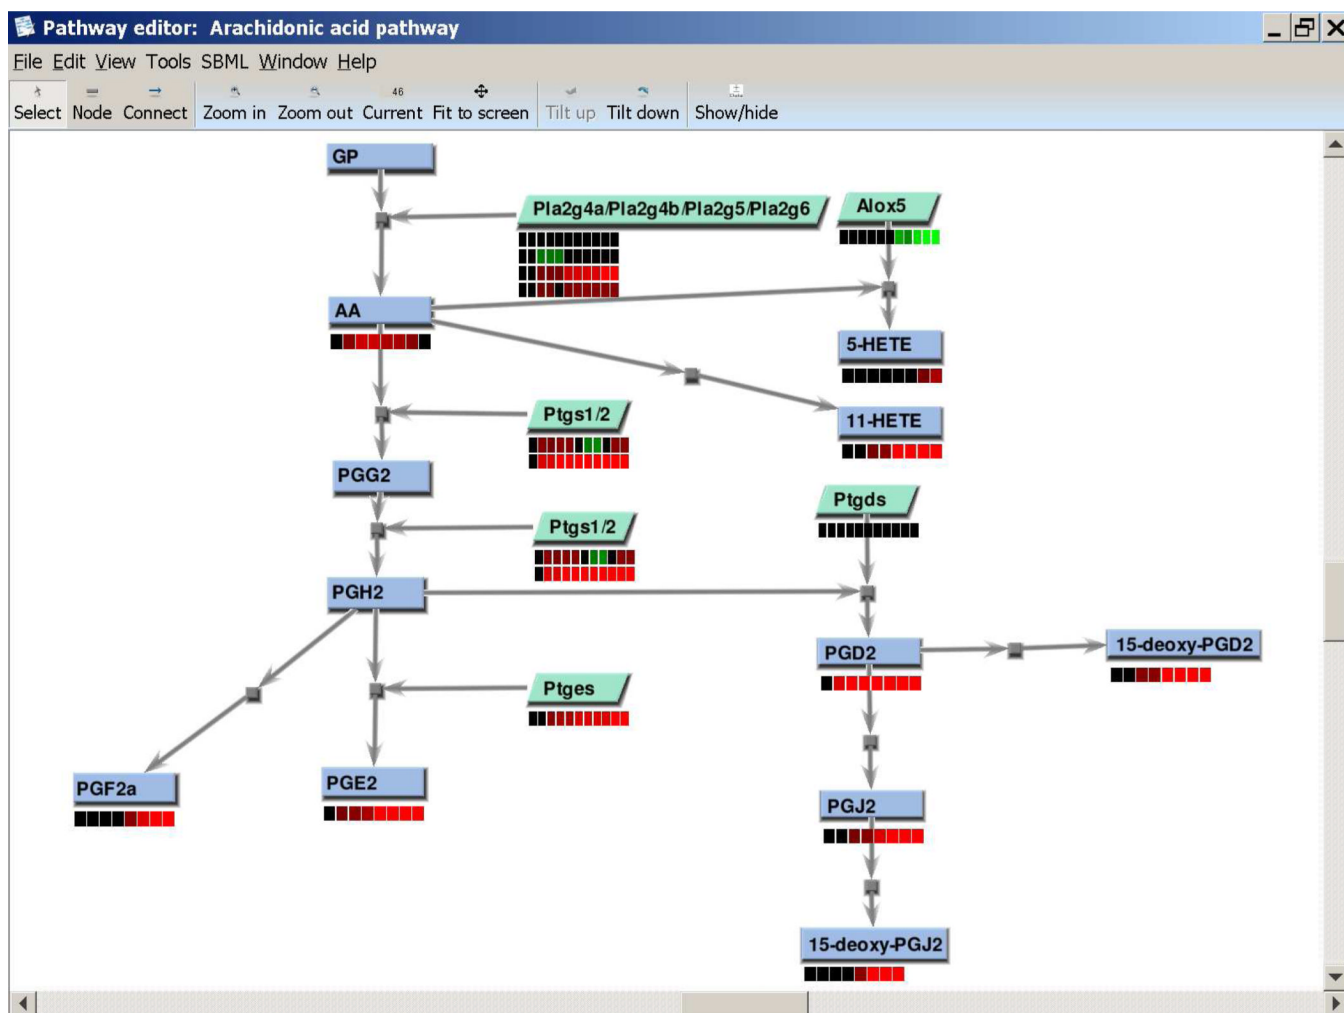 Pathway editor: Arachidonic acid pathway
File Edit View Tools SBML Window Help
46
Select Node Connect Zoom in Zoom out Current Fit to screen Tilt up Tilt down Show/hide
GP
Pla2g4a/Pla2g4b/Pla2g5/Pla2g6
Alox5
AA
5-HETE
11-HETE
Ptgs1/2
PGG2
Ptgds
Ptgs1/2
PGH2
PGD2
15-deoxy-PGD2
Ptges
PGF2a
PGE2
PGJ2
15-deoxy-PGJ2